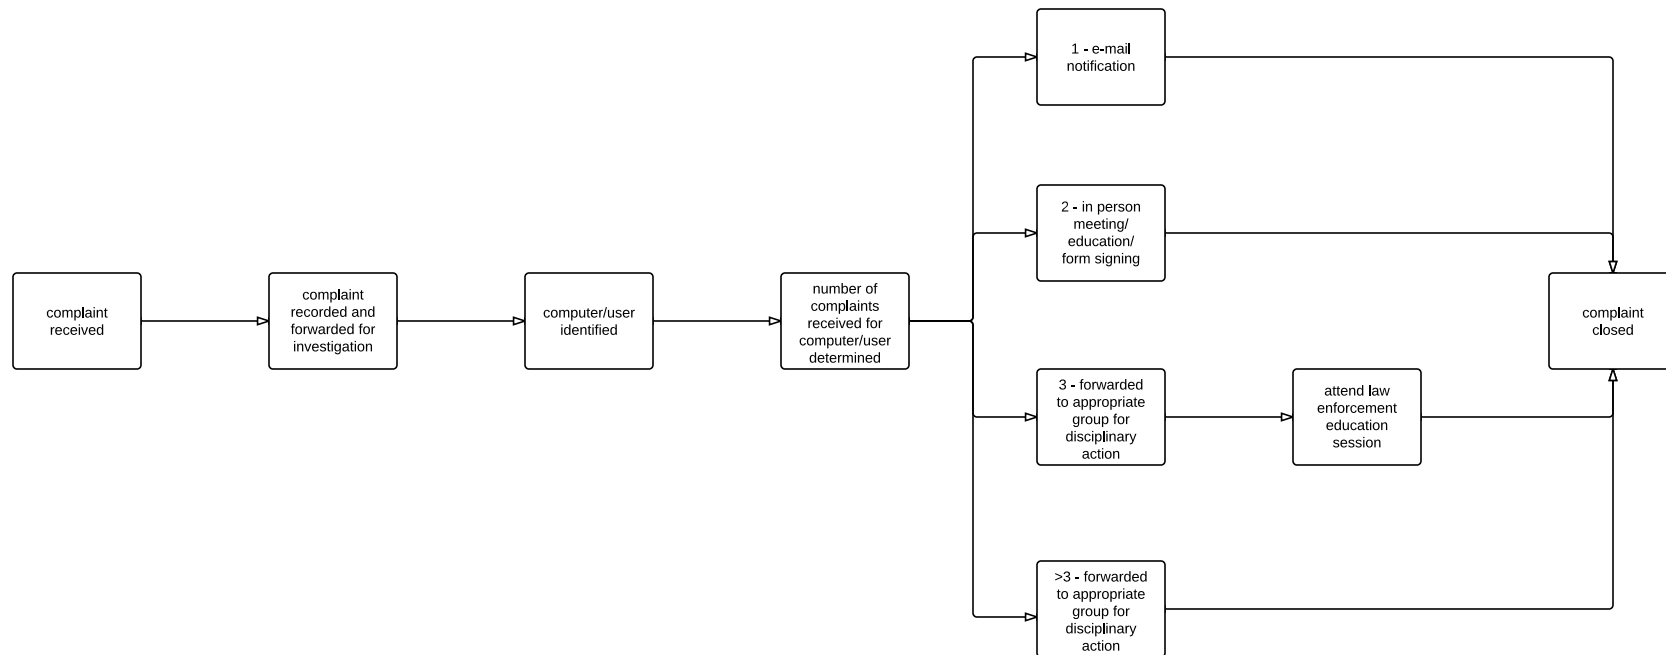 complaint
received
complaint
recorded and
forwarded for
investigation
computer/user
identified
number of
complaints
received for
computer/user
determined
1 - e-mail
notification
2 - in person
meeting/
education/
form signing
3 - forwarded
to appropriate
group for
disciplinary
action
attend law
enforcement
education
session
>3 - forwarded
to appropriate
group for
disciplinary
action
complaint
closed